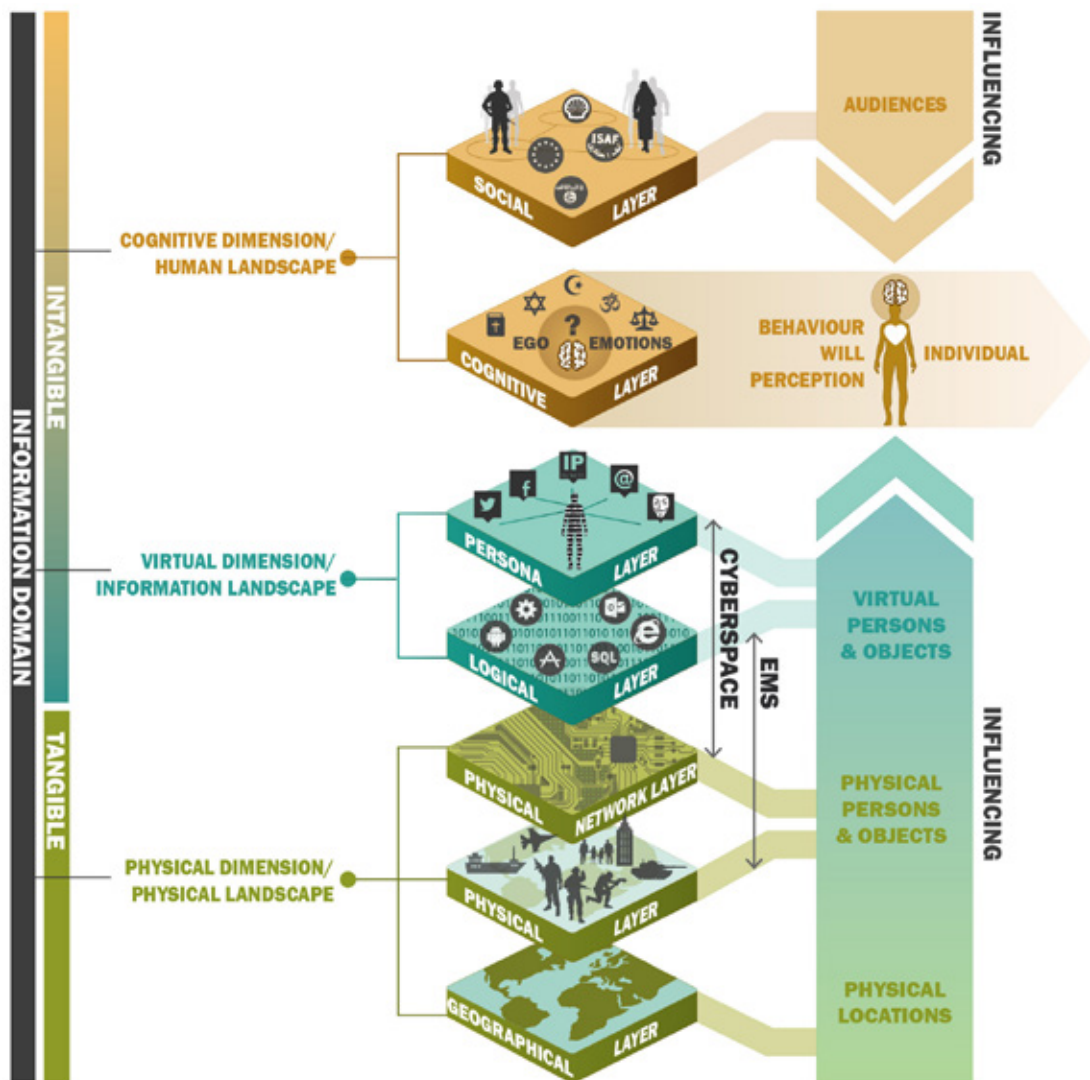 INFORMATION DOMAIN
INTANGIBLE
TANGIBLE
COGNITIVE DIMENSION/
HUMAN LANDSCAPE
VIRTUAL DIMENSION/
INFORMATION LANDSCAPE
PHYSICAL DIMENSION/
PHYSICAL LANDSCAPE
ISAF
SOCIAL LAYER
?
EGO EMOTIONS
COGNITIVE LAYER
IP
f
@
PERSONA LAYER
SQL
LOGICAL LAYER
PHYSICAL NETWORK LAYER
PHYSICAL LAYER
GEOGRAPHICAL LAYER
CYBERSPACE
EMS
INFLUENCING
AUDIENCES
BEHAVIOUR
WILL
PERCEPTION
INDIVIDUAL
VIRTUAL
PERSONS
& OBJECTS
PHYSICAL
PERSONS
& OBJECTS
PHYSICAL
LOCATIONS
INFLUENCING